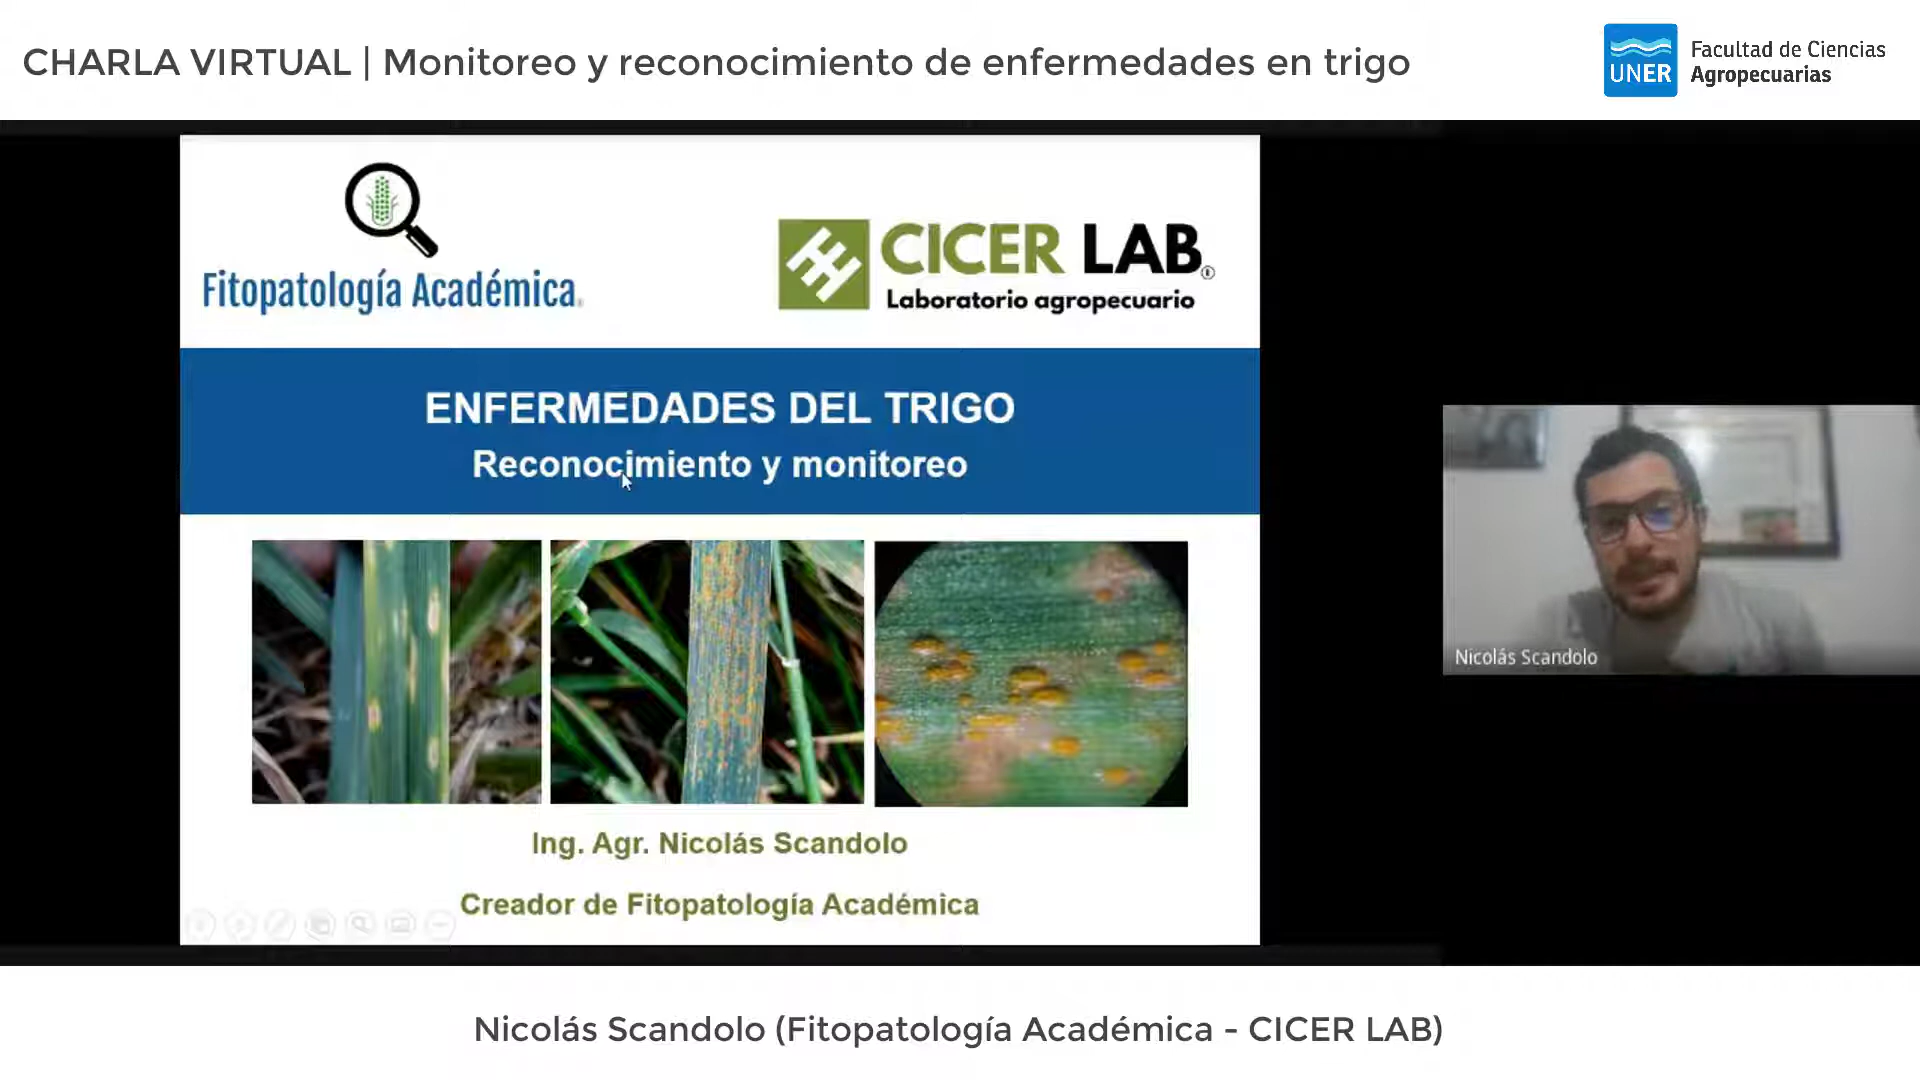 CHARLA VIRTUAL | Monitoreo y reconocimiento de enfermedades en trigo
UNER
Facultad de Ciencias
Agropecuarias
Fitopatología Académica
CICER LAB®
Laboratorio agropecuario
ENFERMEDADES DEL TRIGO
Reconocimiento y monitoreo
Ing. Agr. Nicolás Scandolo
Creador de Fitopatología Académica
Nicolás Scandolo
Nicolás Scandolo (Fitopatología Académica - CICER LAB)